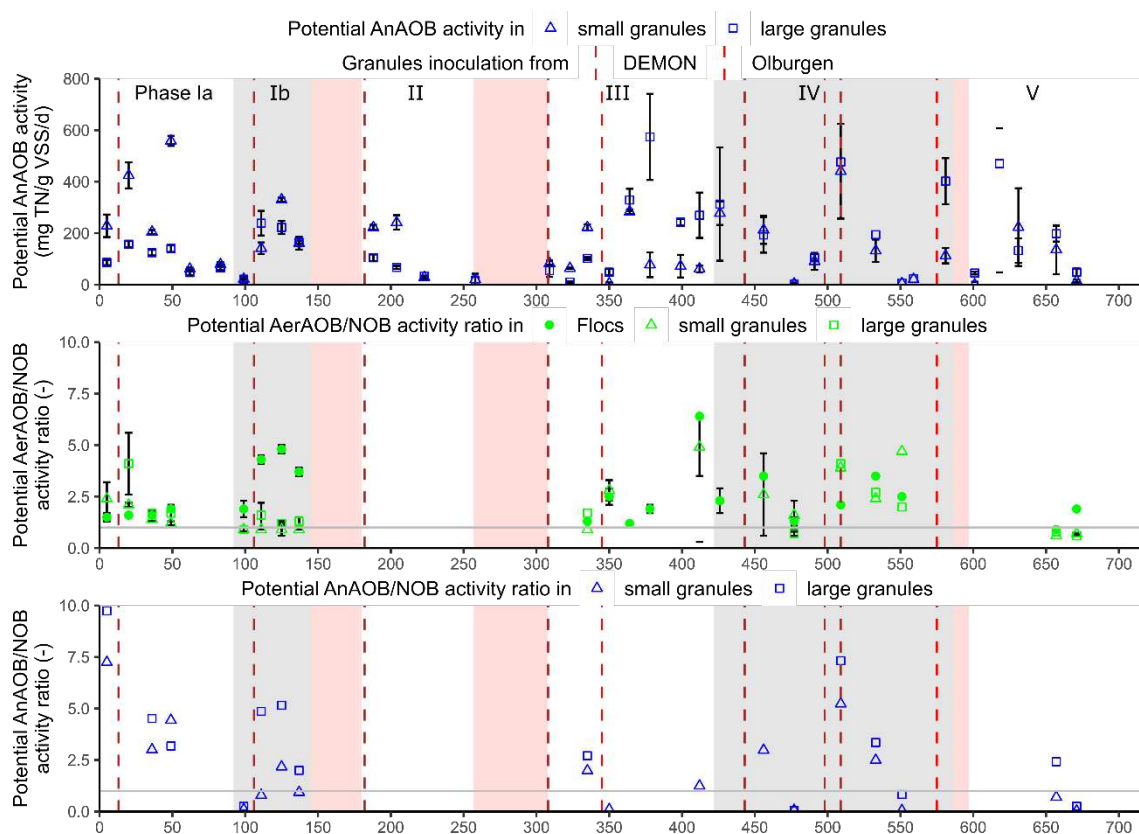 Potential AnAOB activity in small granules large granules
Granules inoculation from DEMON Olburgen
Potential AnAOB activity
(mg TN/g VSS/d)
800
600
400
200
0
Phase Ia Ib II III IV V
0 50 100 150 200 250 300 350 400 450 500 550 600 650 700
Potential AerAOB/NOB activity ratio in Flocs small granules large granules
Potential AerAOB/NOB
activity ratio (-)
10.0
7.5
5.0
2.5
0.0
0 50 100 150 200 250 300 350 400 450 500 550 600 650 700
Potential AnAOB/NOB activity ratio in small granules large granules
Potential AnAOB/NOB
activity ratio (-)
10.0
7.5
5.0
2.5
0.0
0 50 100 150 200 250 300 350 400 450 500 550 600 650 700